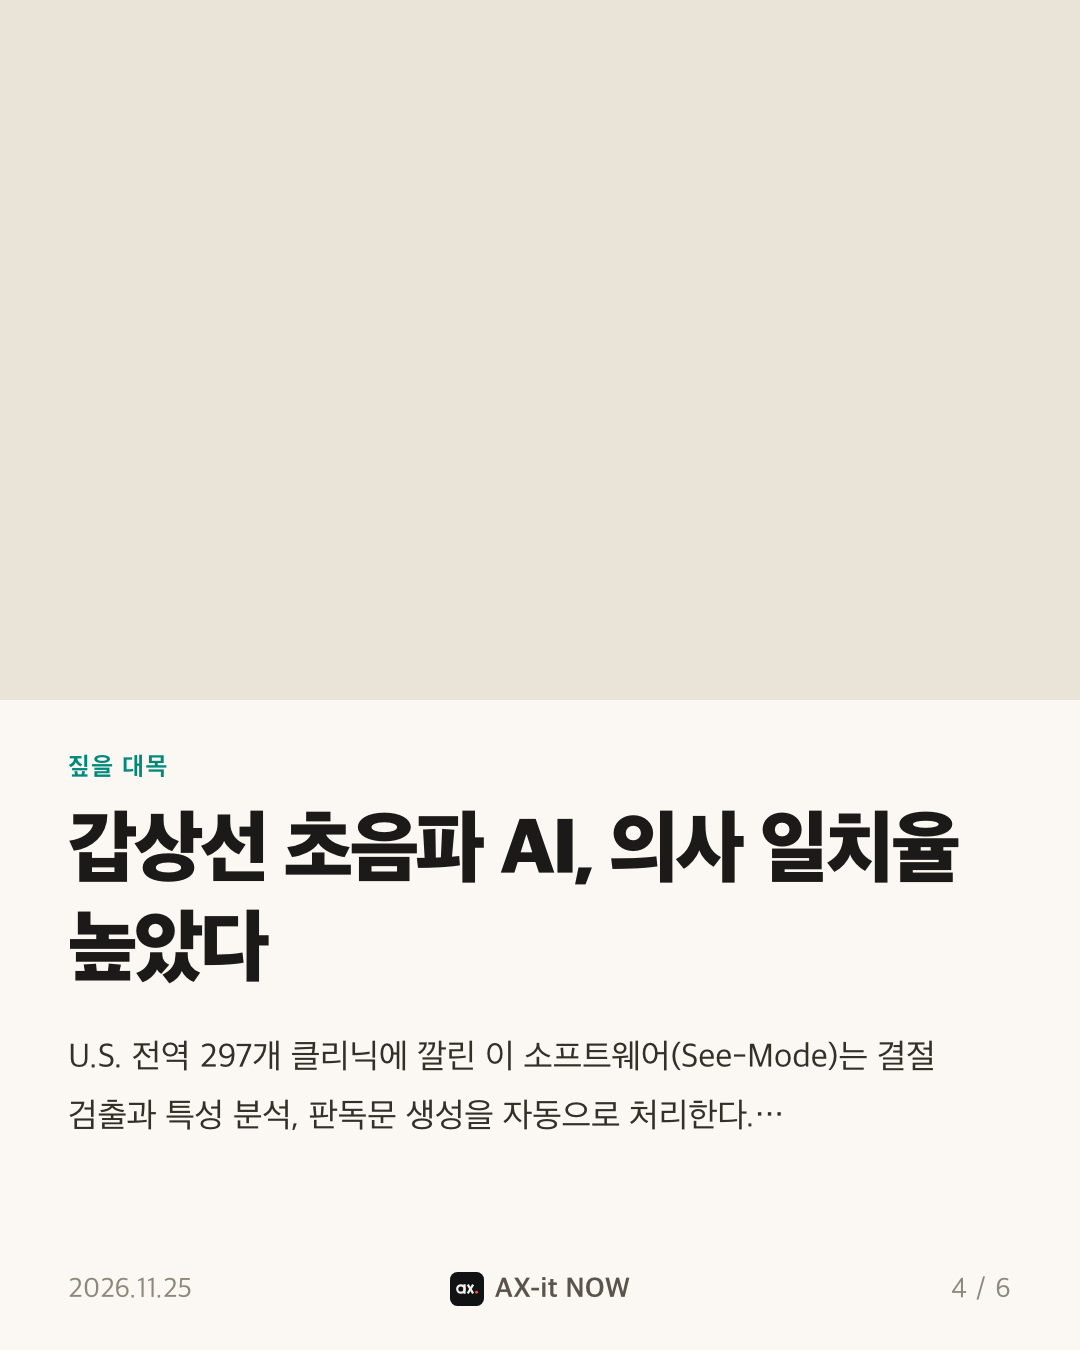 짚을 대목
갑상선 초음파 AI, 의사 일치율
높았다
U.S. 전역 297개 클리닉에 깔린 이 소프트웨어(See-Mode)는 결절
검출과 특성 분석, 판독문 생성을 자동으로 처리한다.…
2026.11.25
ax. AX-it NOW
4 / 6